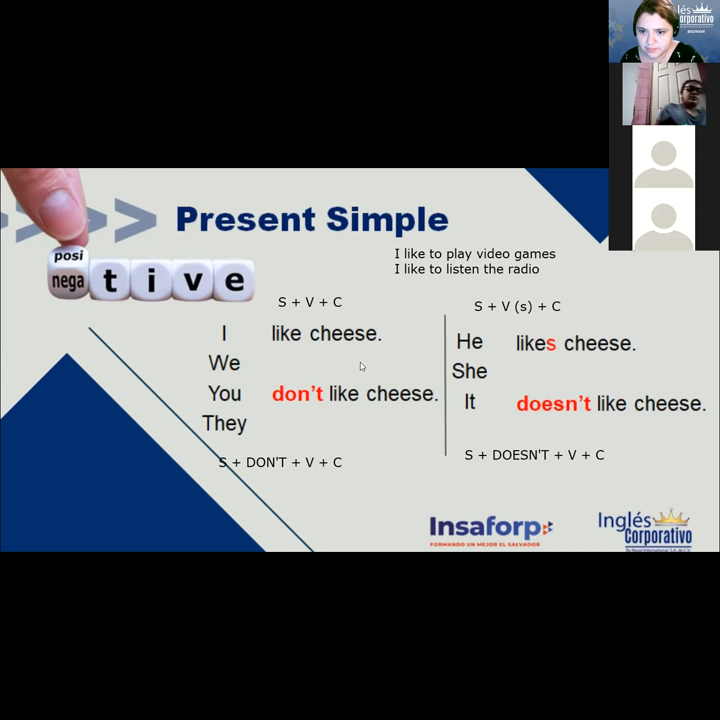 lés
orporativo
Present Simple
posi
nega t i v e
I like to play video games
I like to listen the radio
S + V + C
S + V (s) + C
I like cheese.
He likes cheese.
We
She
You don't like cheese.
It doesn't like cheese.
They
S + DON'T + V + C
S + DOESN'T + V + C
Insaforp
FORMANDO UN MEJOR EL SALVADOR
Inglés
Corporativo